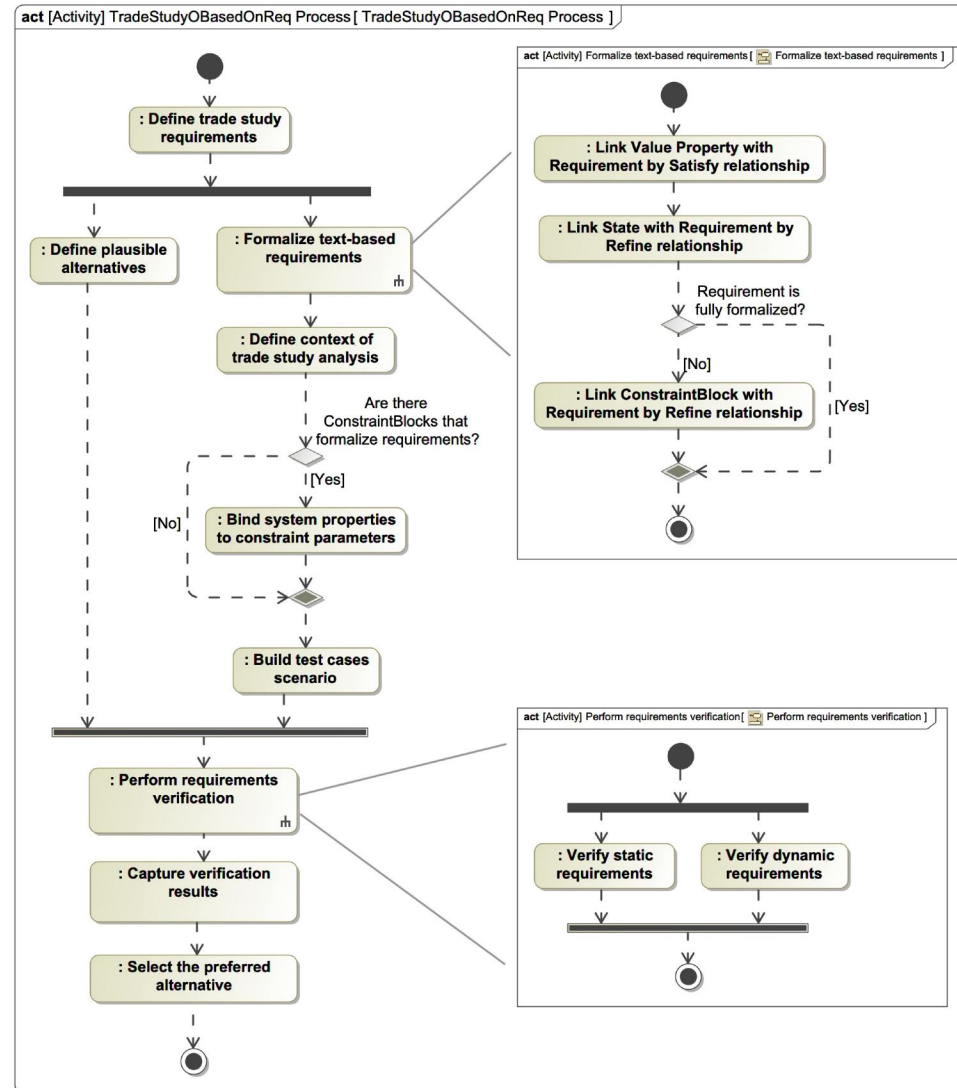 act [Activity] TradeStudyOBasedOnReq Process [ TradeStudyOBasedOnReq Process ]
: Define trade study
requirements
: Define plausible
alternatives
: Formalize text-based
requirements
: Define context of
trade study analysis
Are there
ConstraintBlocks that
formalize requirements?
[Yes]
[No]
: Bind system properties
to constraint parameters
: Build test cases
scenario
: Perform requirements
verification
: Capture verification
results
: Select the preferred
alternative
act [Activity] Formalize text-based requirements [ Formalize text-based requirements ]
: Link Value Property with
Requirement by Satisfy relationship
: Link State with Requirement by
Refine relationship
Requirement is
fully formalized?
[No]
: Link ConstraintBlock with
Requirement by Refine relationship
[Yes]
act [Activity] Perform requirements verification [ Perform requirements verification ]
: Verify static
requirements
: Verify dynamic
requirements